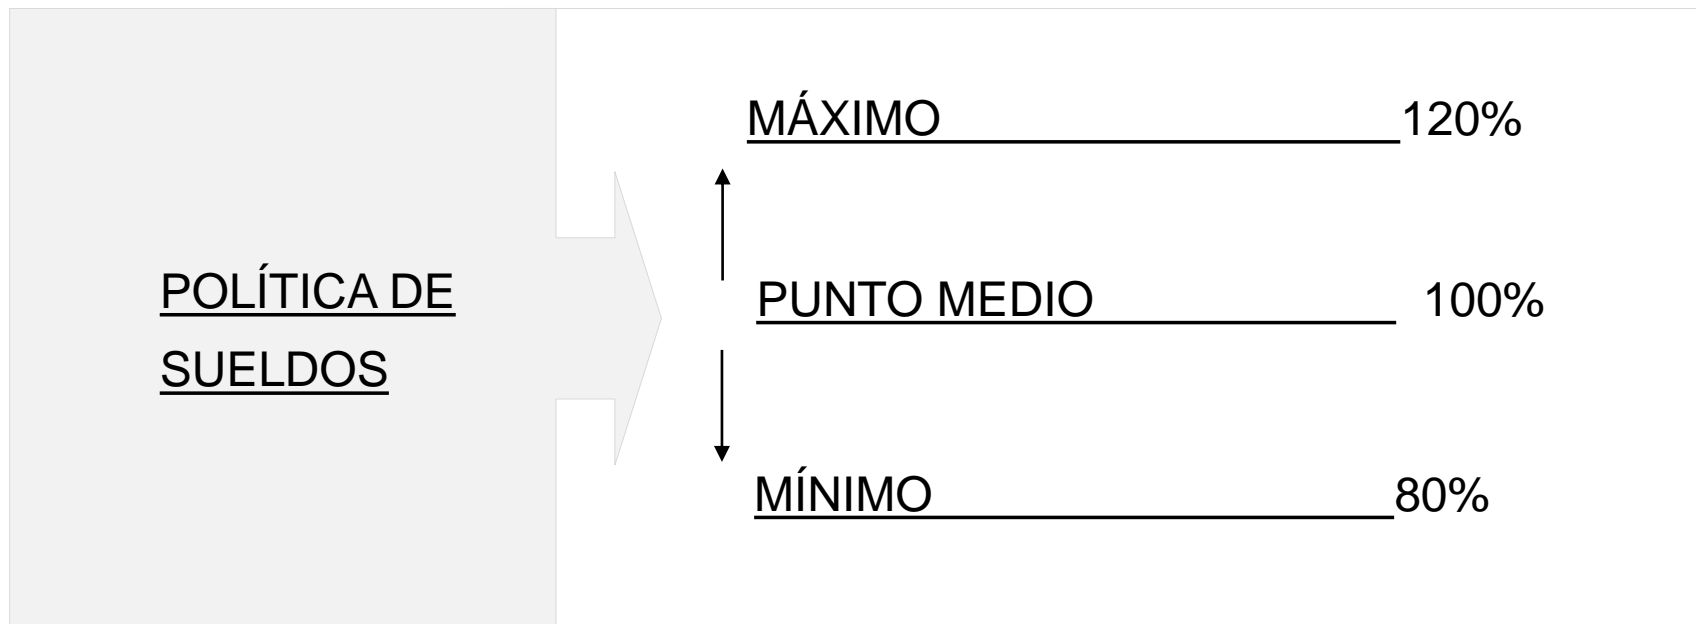 POLÍTICA DE
SUELDOS
MÁXIMO 120%
PUNTO MEDIO 100%
MÍNIMO 80%